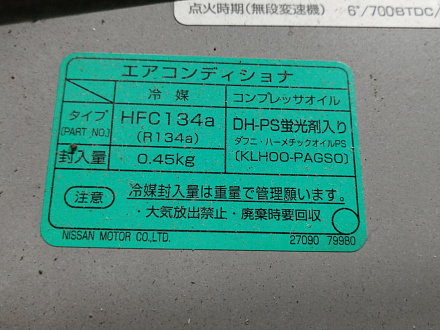 点火時期(無段変速機) 6°/700BTDC/
エアコンディショナ
冷媒 コンプレッサオイル
タイプ HFC134a DH-PS蛍光剤入り
(PART NO.) (R134a) ダフニ・ハーメチックオイルPS
封入量 0.45kg (KLH00-PAGS0)
注意 冷媒封入量は重量で管理願います。
・大気放出禁止・廃棄時要回収
NISSAN MOTOR CO.,LTD. 27090 79980